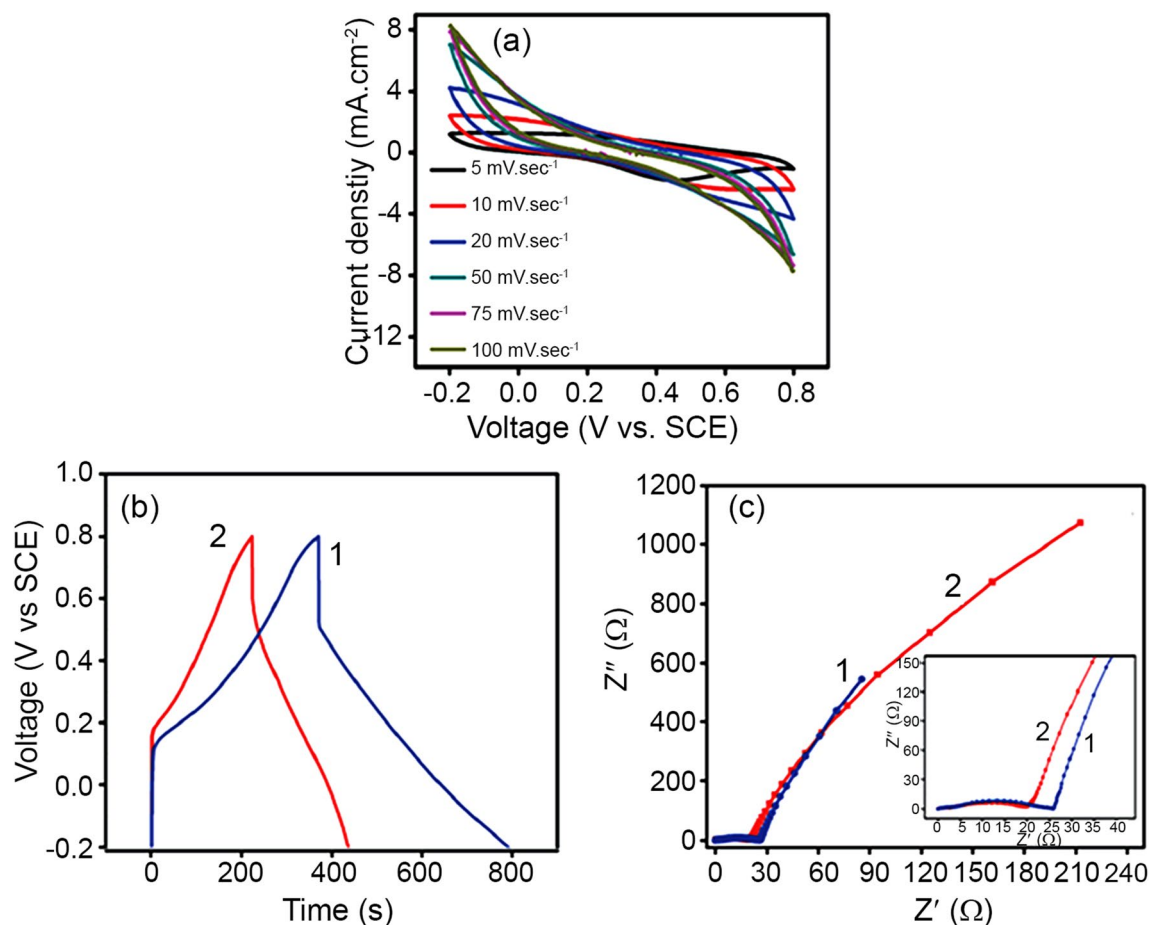 (a)
Current denstiy (mA.cm-2)
8
4
0
-4
-8
-12
5 mV.sec-1
10 mV.sec-1
20 mV.sec-1
50 mV.sec-1
75 mV.sec-1
100 mV.sec-1
-0.2 0.0 0.2 0.4 0.6 0.8
Voltage (V vs. SCE)
(b)
Voltage (V vs SCE)
1.0
0.8
0.6
0.4
0.2
0.0
-0.2
2
1
0 200 400 600 800
Time (s)
(c)
Z″ (Ω)
1200
1000
800
600
400
200
0
2
1
Z″ (Ω)
150
120
90
60
30
0
2
1
0 5 10 15 20 25 30 35 40
Z′ (Ω)
0 30 60 90 120 150 180 210 240
Z′ (Ω)